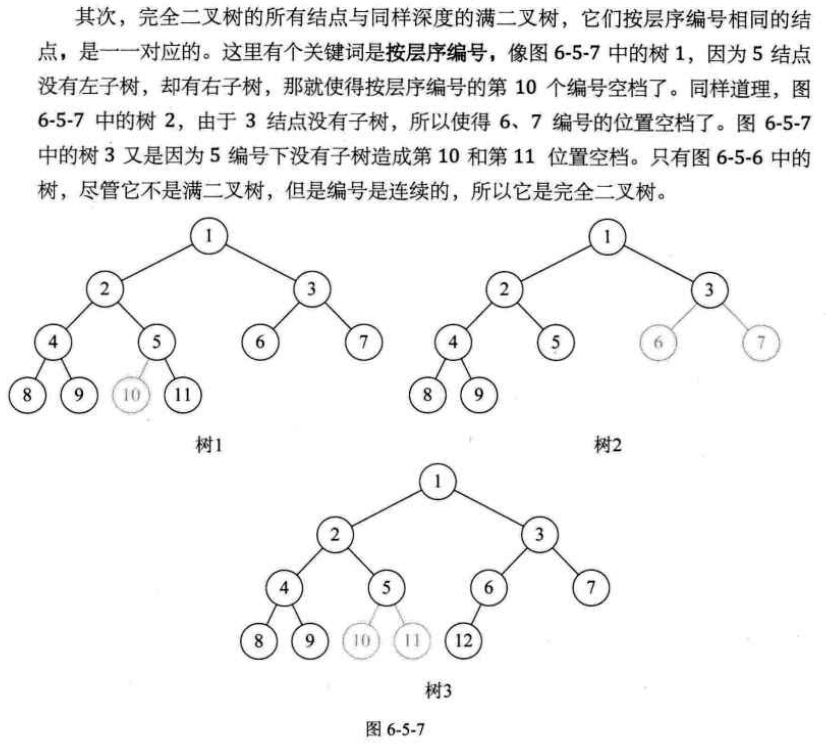 其次，完全二叉树的所有结点与同样深度的满二叉树，它们按层序编号相同的结
点，是一一对应的。这里有个关键词是按层序编号，像图 6-5-7 中的树 1，因为 5 结点
没有左子树，却有右子树，那就使得按层序编号的第 10 个编号空档了。同样道理，图
6-5-7 中的树 2，由于 3 结点没有子树，所以使得 6、7 编号的位置空档了。图 6-5-7
中的树 3 又是因为 5 编号下没有子树造成第 10 和第 11 位置空档。只有图 6-5-6 中的
树，尽管它不是满二叉树，但是编号是连续的，所以它是完全二叉树。
1
2 3
4 5 6 7
8 9 10 11
树1
1
2 3
4 5 6 7
8 9
树2
1
2 3
4 5 6 7
8 9 10 11 12
树3
图 6-5-7